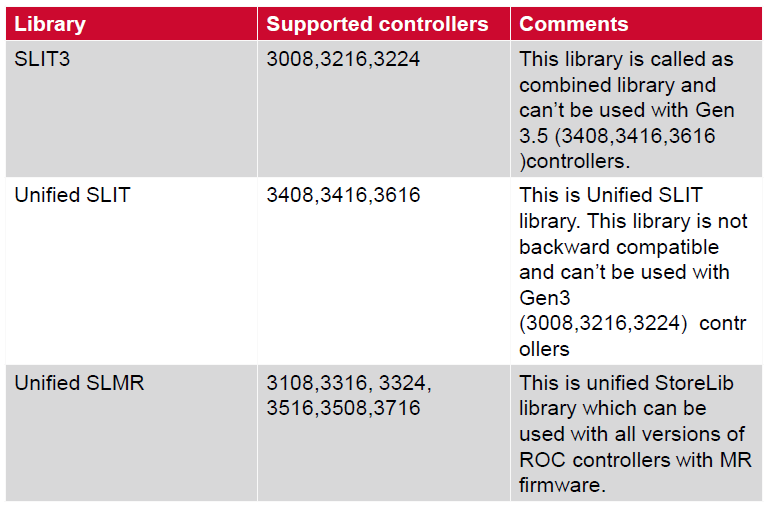 Library Supported controllers Comments
SLIT3 3008,3216,3224 This library is called as
combined library and
can't be used with Gen
3.5 (3408,3416,3616
)controllers.
Unified SLIT 3408,3416,3616 This is Unified SLIT
library. This library is not
backward compatible
and can't be used with
Gen3
(3008,3216,3224) contr
ollers
Unified SLMR 3108,3316, 3324, This is unified StoreLib
3516,3508,3716 library which can be
used with all versions of
ROC controllers with MR
firmware.